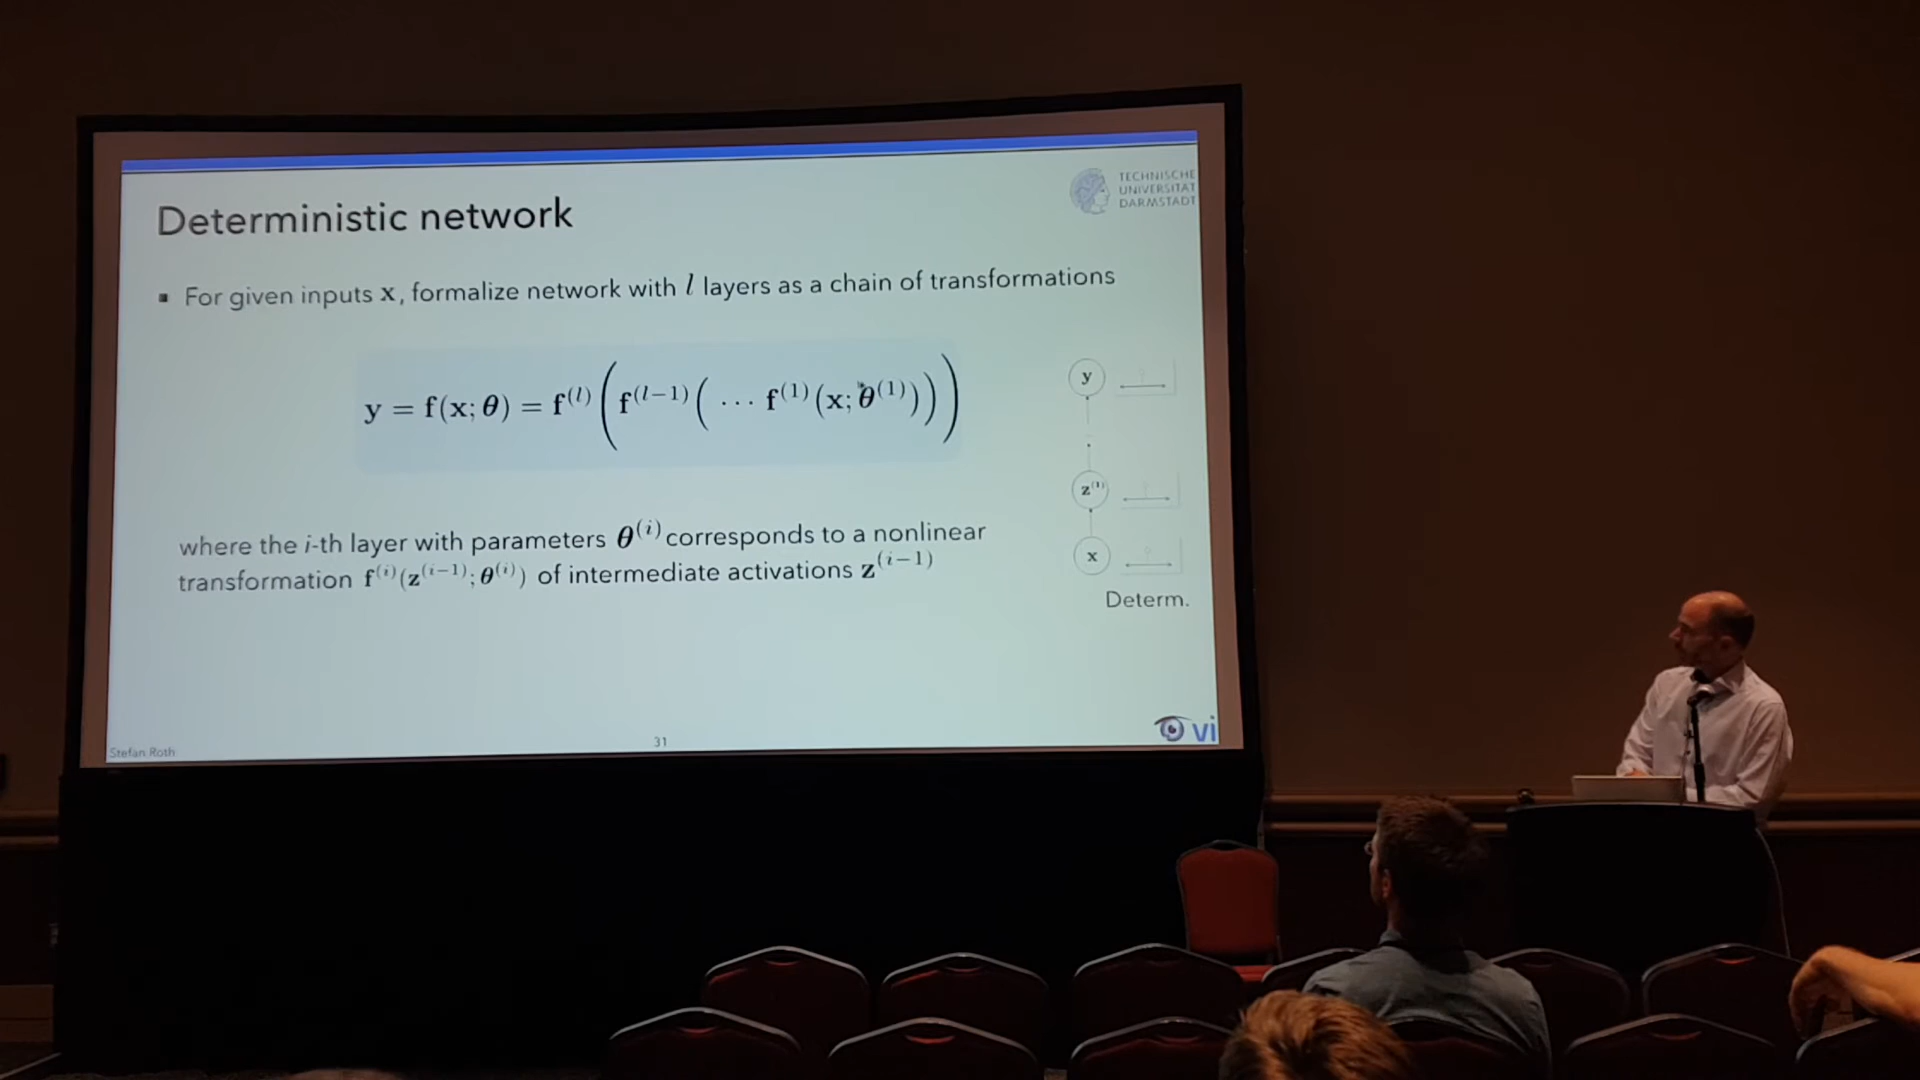 TECHNISCHE
UNIVERSITÄT
DARMSTADT
Deterministic network
▪ For given inputs x, formalize network with l layers as a chain of transformations
y = f(x; θ) = f^(l) ( f^(l−1) ( ⋯ f^(1) (x; θ^(1)) ) )
y
z^(1)
x
Determ.
where the i-th layer with parameters θ^(i) corresponds to a nonlinear
transformation f^(i)(z^(i−1); θ^(i)) of intermediate activations z^(i−1)
Stefan Roth
31
vi